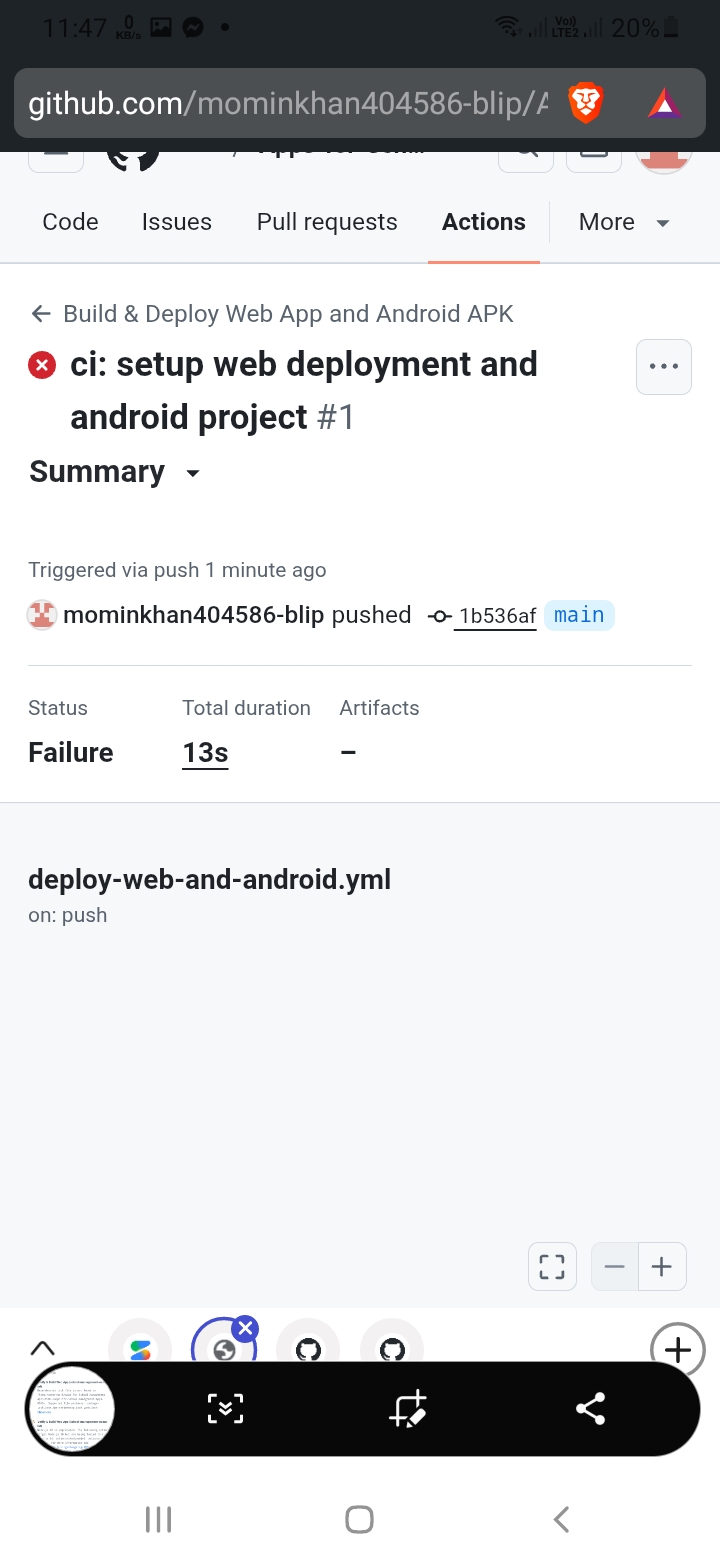 11:47 0 KB/s Vo)) LTE2 20%
github.com/mominkhan404586-blip/A
Code Issues Pull requests Actions More
Build & Deploy Web App and Android APK
ci: setup web deployment and
android project #1
Summary
Triggered via push 1 minute ago
mominkhan404586-blip pushed 1b536af main
Status Total duration Artifacts
Failure 13s –
deploy-web-and-android.yml
on: push